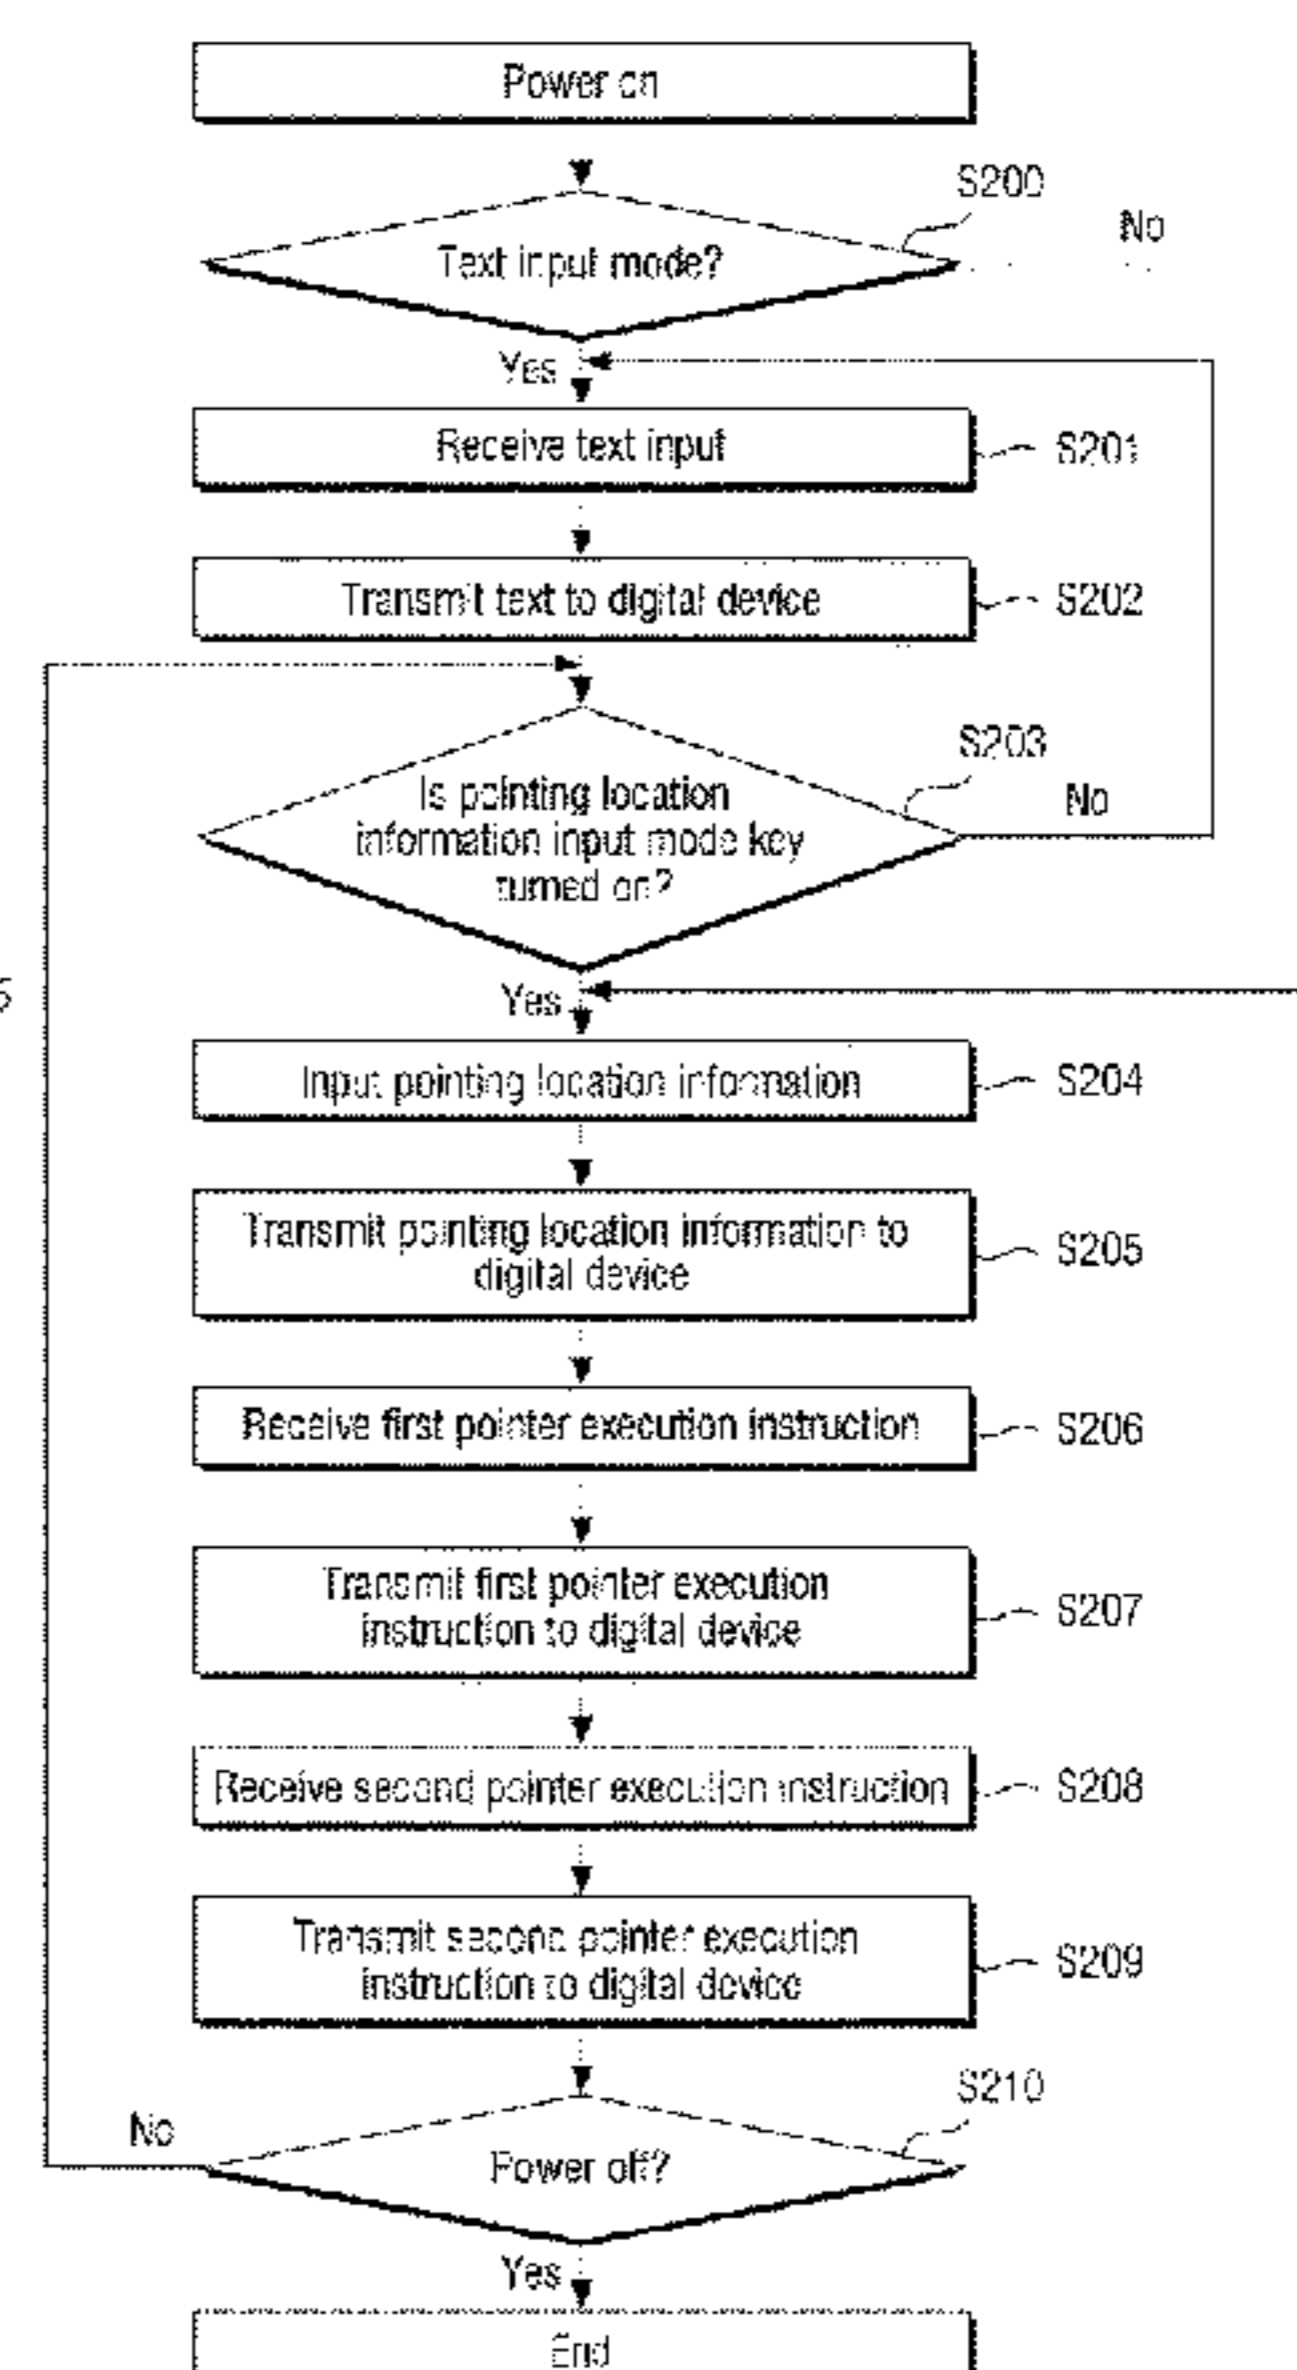 Power on
S200
No
Text input mode?
Yes
Receive text input
S201
Transmit text to digital device
S202
S203
No
Is pointing location
information input mode key
turned on?
Yes
Input pointing location information
S204
Transmit pointing location information to
digital device
S205
Receive first pointer execution instruction
S206
Transmit first pointer execution
instruction to digital device
S207
Receive second pointer execution instruction
S208
Transmit second pointer execution
instruction to digital device
S209
S210
No
Power off?
Yes
End